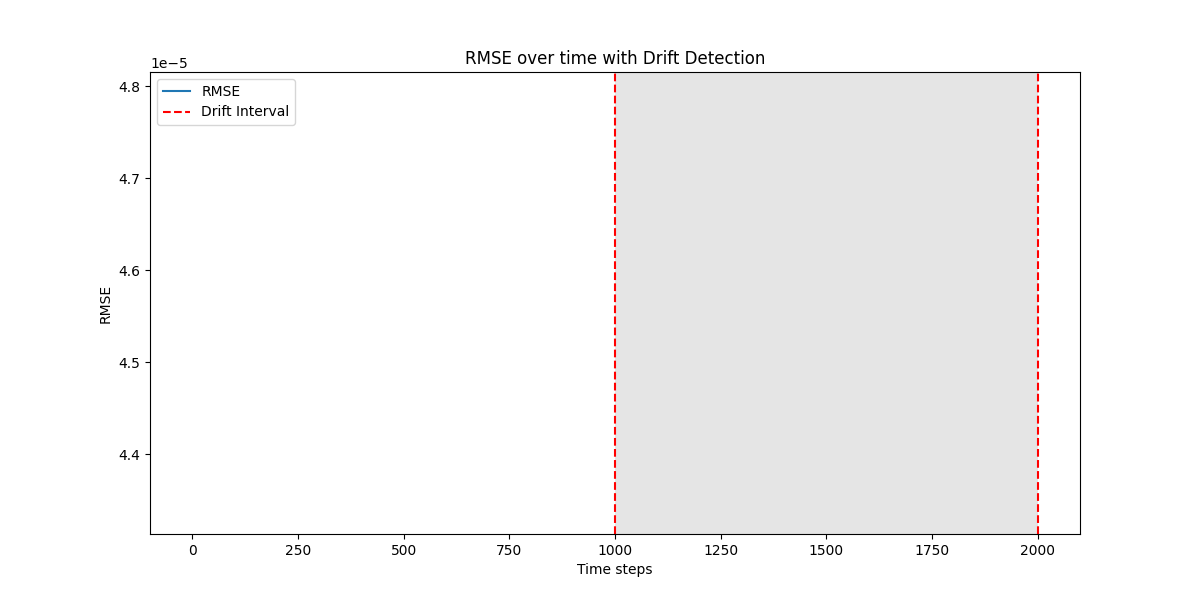 RMSE over time with Drift Detection
1e−5
4.8
4.7
4.6
4.5
4.4
RMSE
RMSE
Drift Interval
0 250 500 750 1000 1250 1500 1750 2000
Time steps